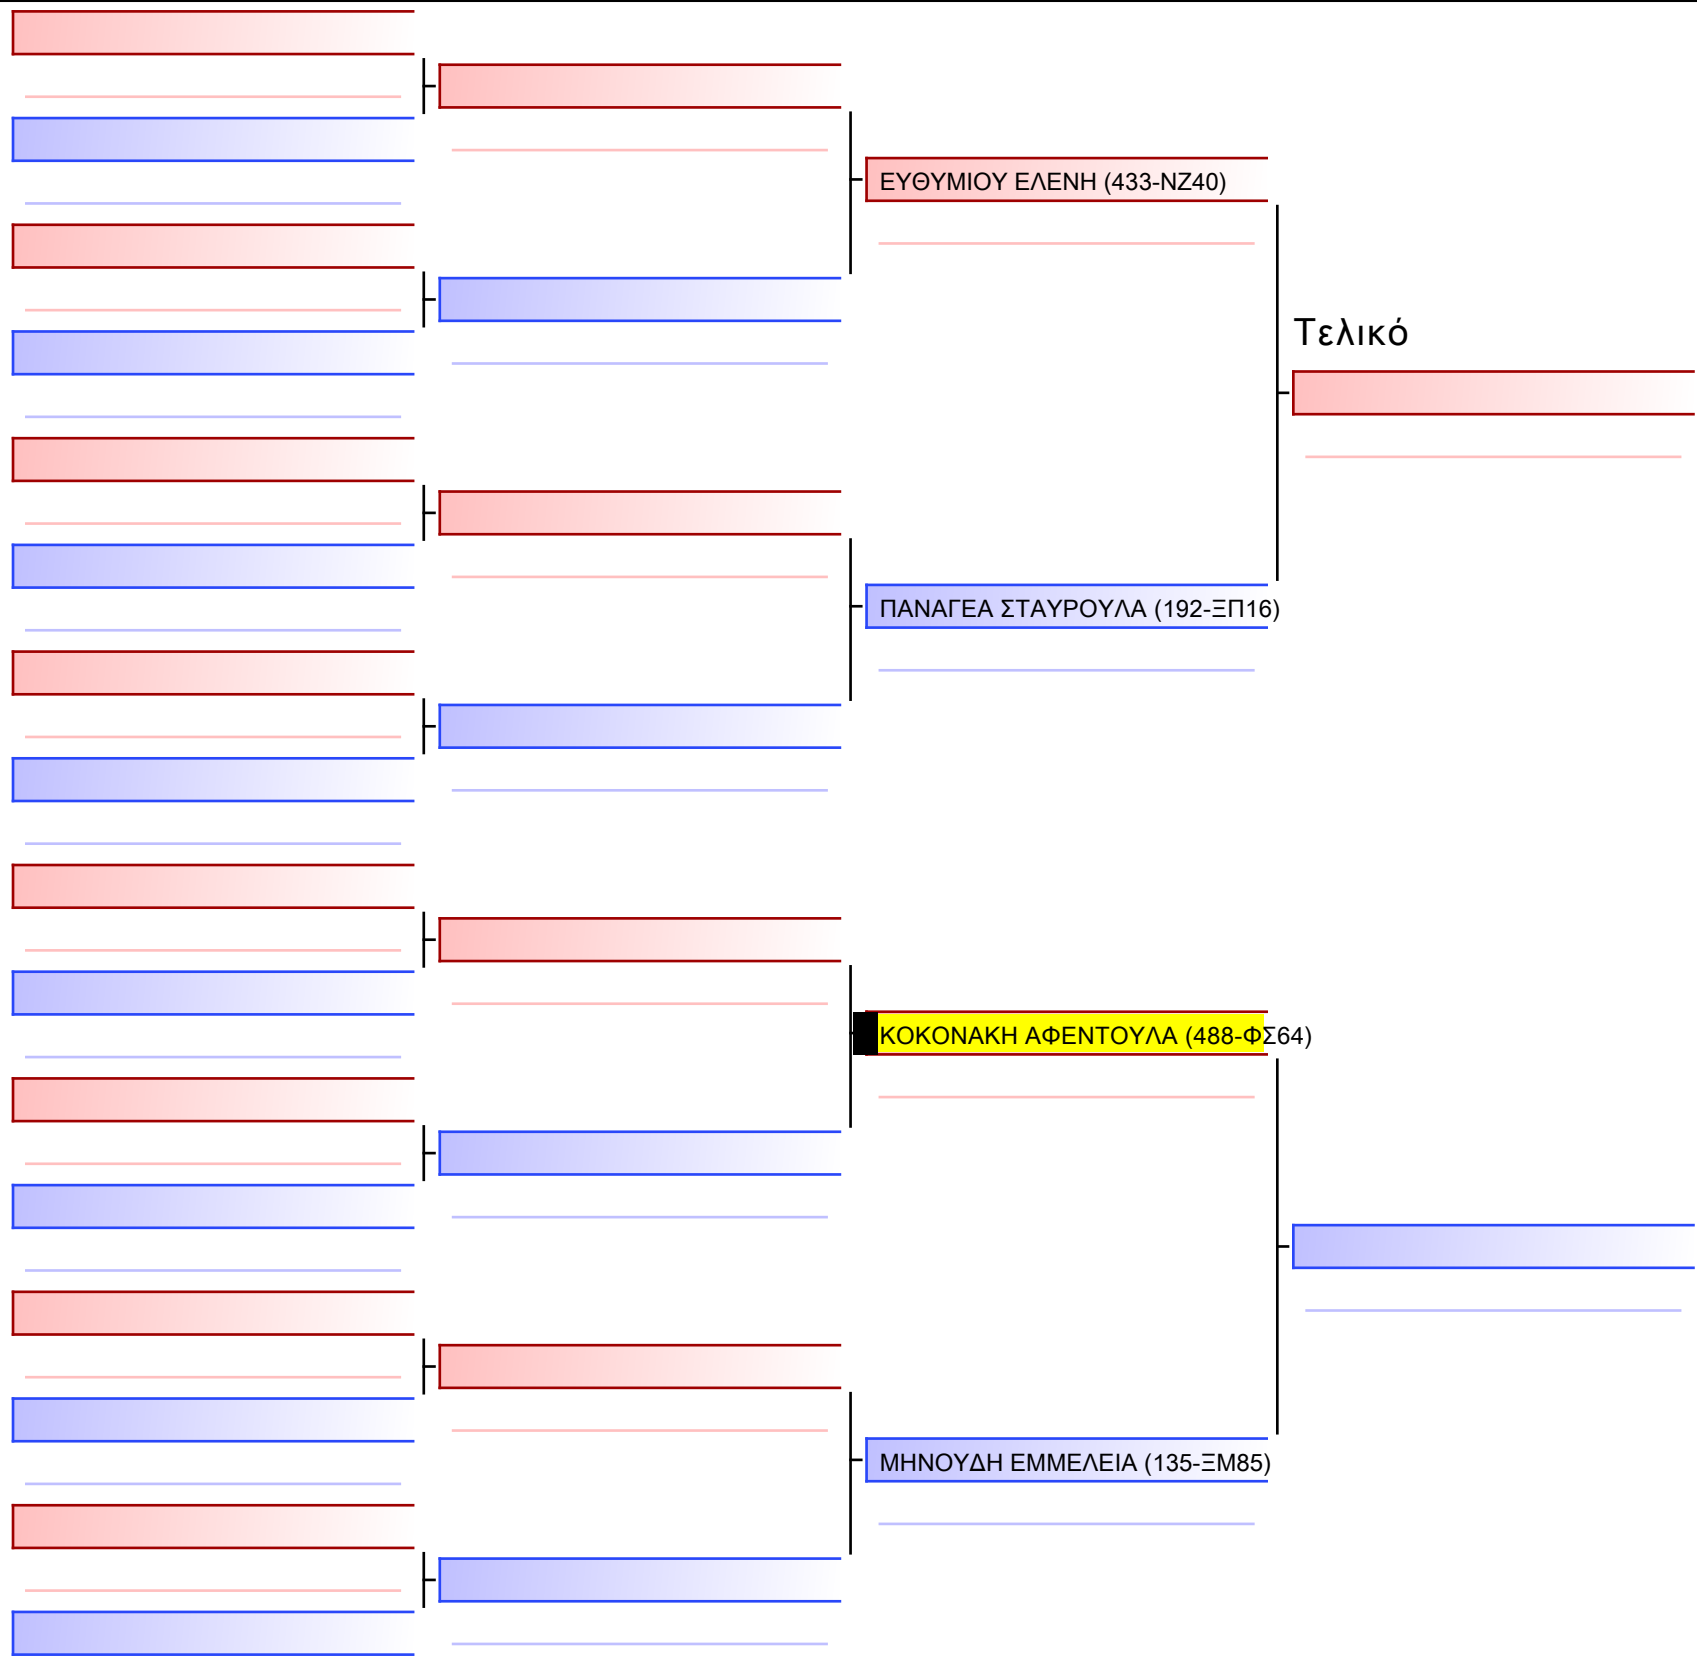 ΕΥΘΥΜΙΟΥ ΕΛΕΝΗ (433-ΝΖ40)
Τελικό
ΠΑΝΑΓΕΑ ΣΤΑΥΡΟΥΛΑ (192-ΞΠ16)
ΚΟΚΟΝΑΚΗ ΑΦΕΝΤΟΥΛΑ (488-ΦΣ64)
ΜΗΝΟΥΔΗ ΕΜΜΕΛΕΙΑ (135-ΞΜ85)